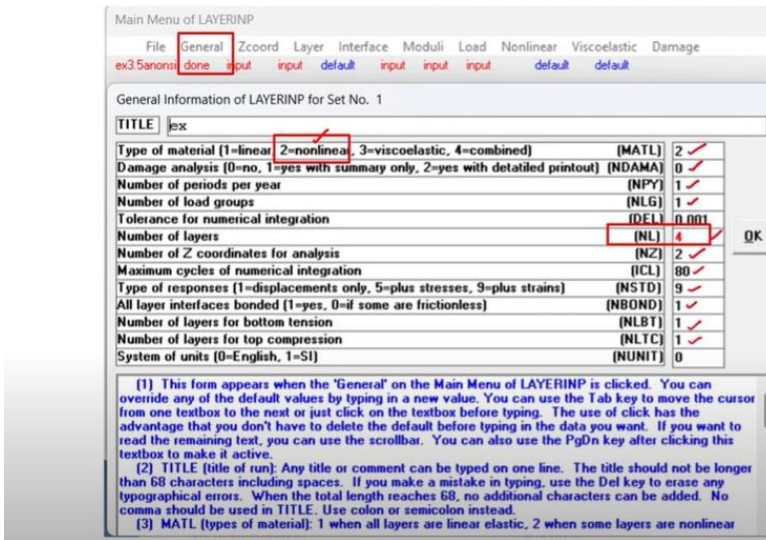 Main Menu of LAYERINP
File General Zcoord Layer Interface Moduli Load Nonlinear Viscoelastic Damage
ex3.5anonsi done input input default input input input default default
General Information of LAYERINP for Set No. 1
TITLE ex
Type of material (1=linear, 2=nonlinear, 3=viscoelastic, 4=combined) (MATL) 2
Damage analysis (0=no, 1=yes with summary only, 2=yes with detatiled printout) (NDAMA) 0
Number of periods per year (NPY) 1
Number of load groups (NLG) 1
Tolerance for numerical integration (DEL) 0.001
Number of layers (NL) 4
OK
Number of Z coordinates for analysis (NZ) 2
Maximum cycles of numerical integration (ICL) 80
Type of responses (1=displacements only, 5=plus stresses, 9=plus strains) (NSTD) 9
All layer interfaces bonded (1=yes, 0=if some are frictionless) (NBOND) 1
Number of layers for bottom tension (NLBT) 1
Number of layers for top compression (NLTC) 1
System of units (0=English, 1=SI) (NUNIT) 0
(1) This form appears when the 'General' on the Main Menu of LAYERINP is clicked. You can
override any of the default values by typing in a new value. You can use the Tab key to move the cursor
from one textbox to the next or just click on the textbox before typing. The use of click has the
advantage that you don't have to delete the default before typing in the data you want. If you want to
read the remaining text, you can use the scrollbar. You can also use the PgDn key after clicking this
textbox to make it active.
(2) TITLE (title of run): Any title or comment can be typed on one line. The title should not be longer
than 68 characters including spaces. If you make a mistake in typing, use the Del key to erase any
typographical errors. When the total length reaches 68, no additional characters can be added. No
comma should be used in TITLE. Use colon or semicolon instead.
(3) MATL (types of material): 1 when all layers are linear elastic, 2 when some layers are nonlinear